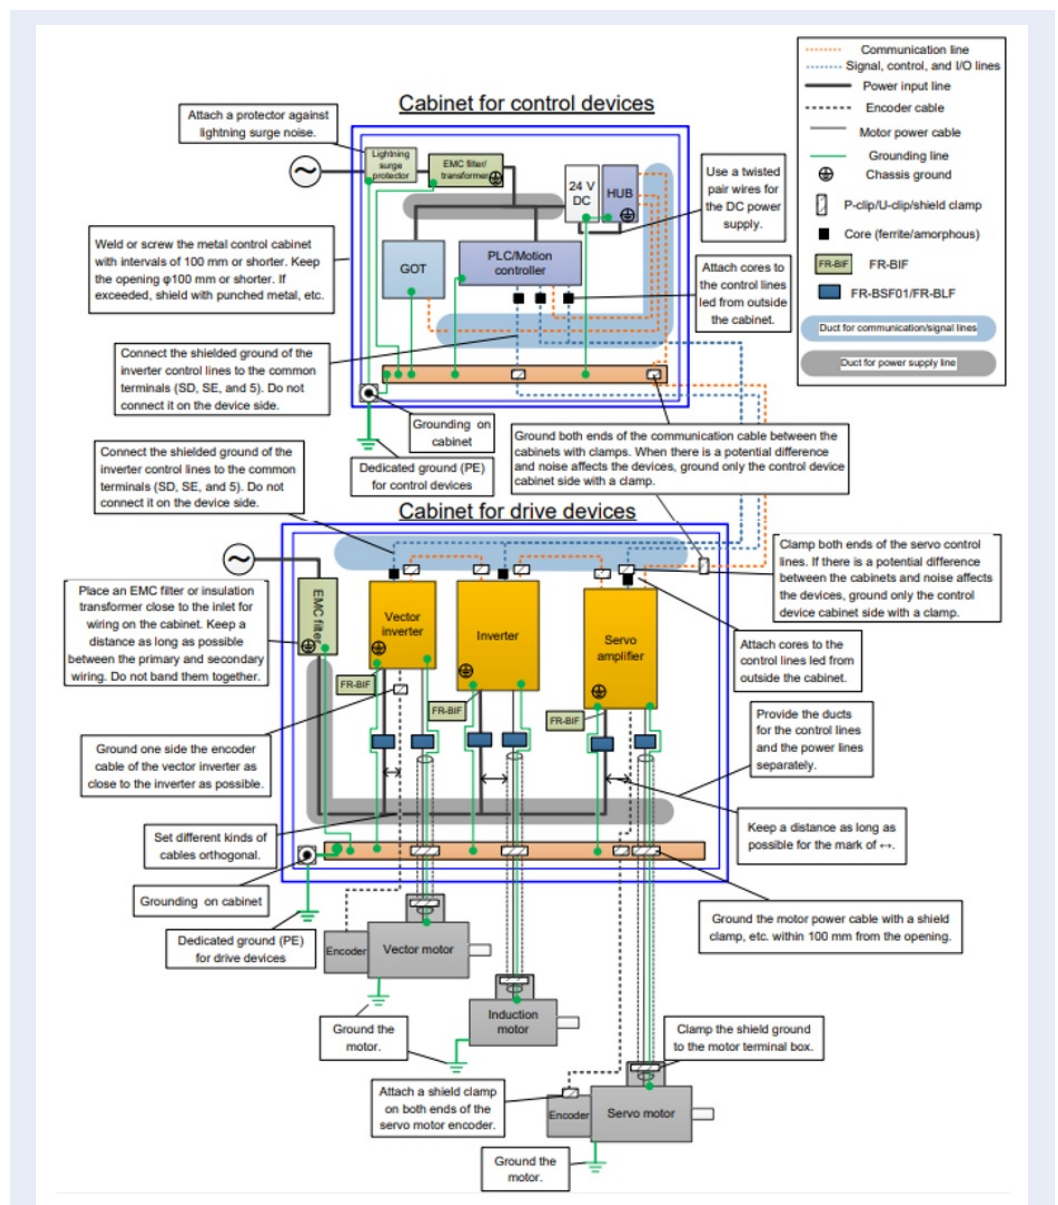 Cabinet for control devices
Communication line
Signal, control, and I/O lines
Power input line
Encoder cable
Motor power cable
Grounding line
Chassis ground
P-clip/U-clip/shield clamp
Core (ferrite/amorphous)
FR-BIF
FR-BIF
FR-BSF01/FR-BLF
Duct for communication/signal lines
Duct for power supply line
Attach a protector against
lightning surge noise.
Lightning
surge
protector
EMC filter/
transformer
24 V
DC
HUB
Use a twisted
pair wires for
the DC power
supply.
Weld or screw the metal control cabinet
with intervals of 100 mm or shorter. Keep
the opening φ100 mm or shorter. If
exceeded, shield with punched metal, etc.
GOT
PLC/Motion
controller
Attach cores to
the control lines
led from outside
the cabinet.
Connect the shielded ground of the
inverter control lines to the common
terminals (SD, SE, and 5). Do not
connect it on the device side.
Grounding on
cabinet
Dedicated ground (PE)
for control devices
Ground both ends of the communication cable between the
cabinets with clamps. When there is a potential difference
and noise affects the devices, ground only the control device
cabinet side with a clamp.
Connect the shielded ground of the
inverter control lines to the common
terminals (SD, SE, and 5). Do not
connect it on the device side.
Cabinet for drive devices
Clamp both ends of the servo control
lines. If there is a potential difference
between the cabinets and noise affects
the devices, ground only the control
device cabinet side with a clamp.
Place an EMC filter or insulation
transformer close to the inlet for
wiring on the cabinet. Keep a
distance as long as possible
between the primary and secondary
wiring. Do not band them together.
EMC filter
Vector
inverter
Inverter
Servo
amplifier
Attach cores to the
control lines led from
outside the cabinet.
FR-BIF
FR-BIF
FR-BIF
Provide the ducts
for the control lines
and the power lines
separately.
Ground one side the encoder
cable of the vector inverter as
close to the inverter as possible.
Keep a distance as long as
possible for the mark of ↔.
Set different kinds of
cables orthogonal.
Grounding on cabinet
Dedicated ground (PE)
for drive devices
Ground the motor power cable with a shield
clamp, etc. within 100 mm from the opening.
Encoder
Vector motor
Ground the
motor.
Induction
motor
Clamp the shield ground
to the motor terminal box.
Attach a shield clamp
on both ends of the
servo motor encoder.
Encoder
Servo motor
Ground the
motor.